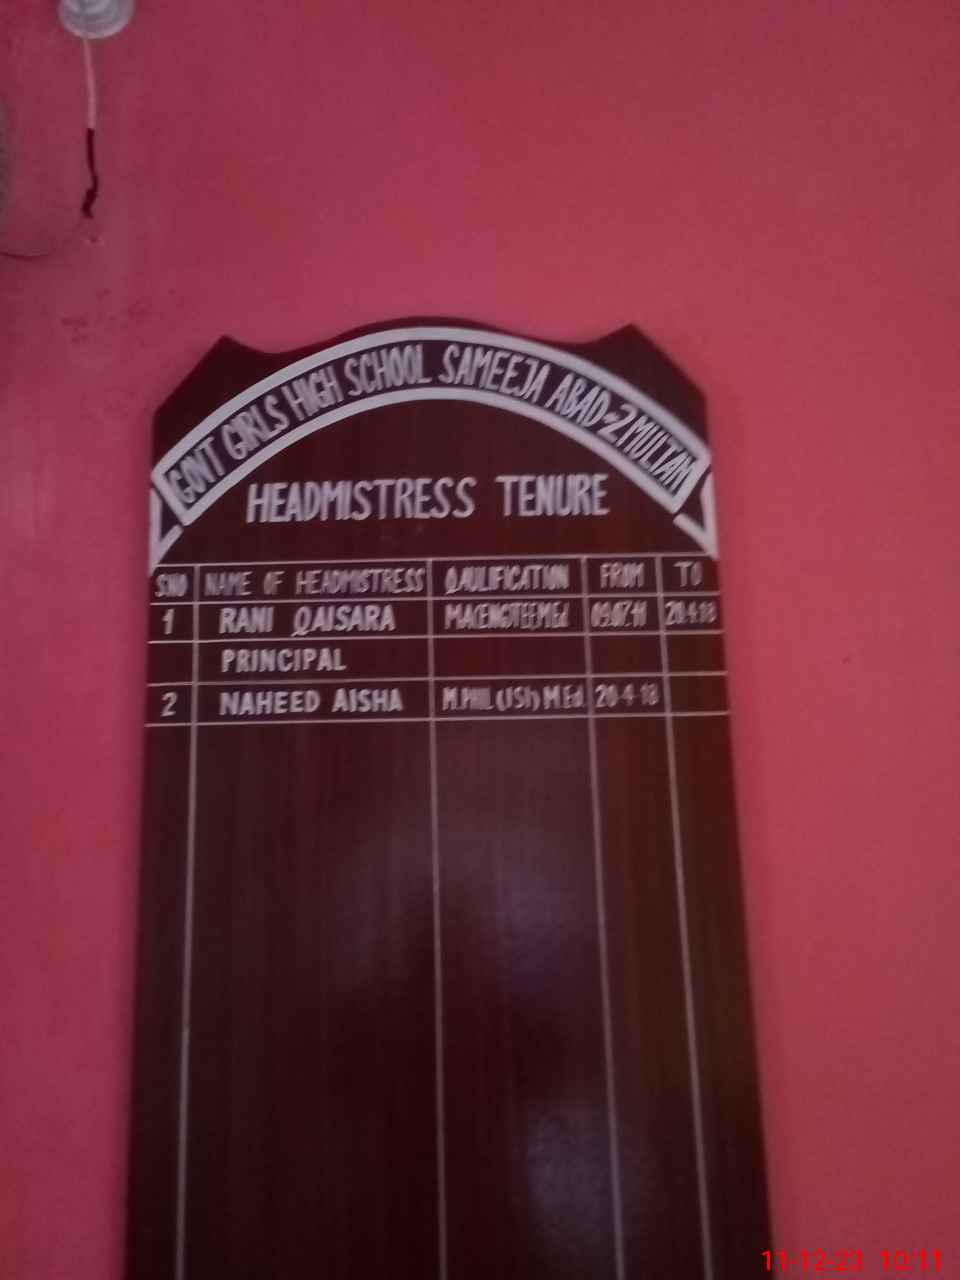 GOVT GIRLS HIGH SCHOOL SAMEEJA ABAD-2 MULTAN
HEADMISTRESS TENURE
SNO NAME OF HEADMISTRESS QAULIFICATION FROM TO
1 RANI QAISARA 09.07.11 20.4.18
PRINCIPAL
2 NAHEED AISHA M.PHIL (ISl) M.Ed. 20-4-18
11-12-23 10:11